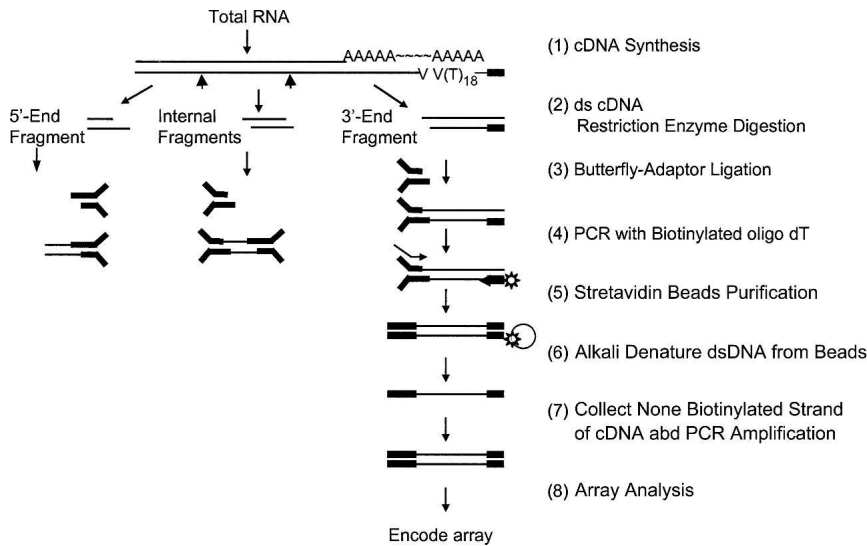 Total RNA
AAAAA~~~~AAAAA
V V(T)18
(1) cDNA Synthesis
5'-End
Fragment
Internal
Fragments
3'-End
Fragment
(2) ds cDNA
Restriction Enzyme Digestion
(3) Butterfly-Adaptor Ligation
(4) PCR with Biotinylated oligo dT
(5) Stretavidin Beads Purification
(6) Alkali Denature dsDNA from Beads
(7) Collect None Biotinylated Strand
of cDNA abd PCR Amplification
(8) Array Analysis
Encode array